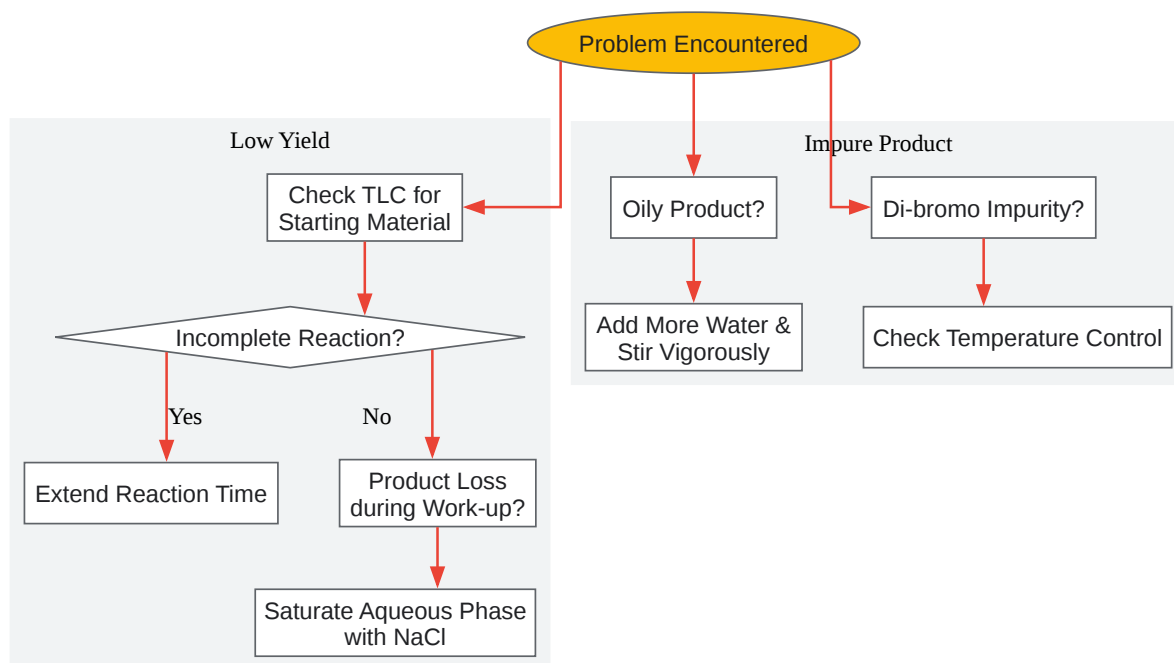 Problem Encountered
Low Yield
Check TLC for
Starting Material
Incomplete Reaction?
Yes
No
Extend Reaction Time
Product Loss
during Work-up?
Saturate Aqueous Phase
with NaCl
Impure Product
Oily Product?
Di-bromo Impurity?
Add More Water &
Stir Vigorously
Check Temperature Control